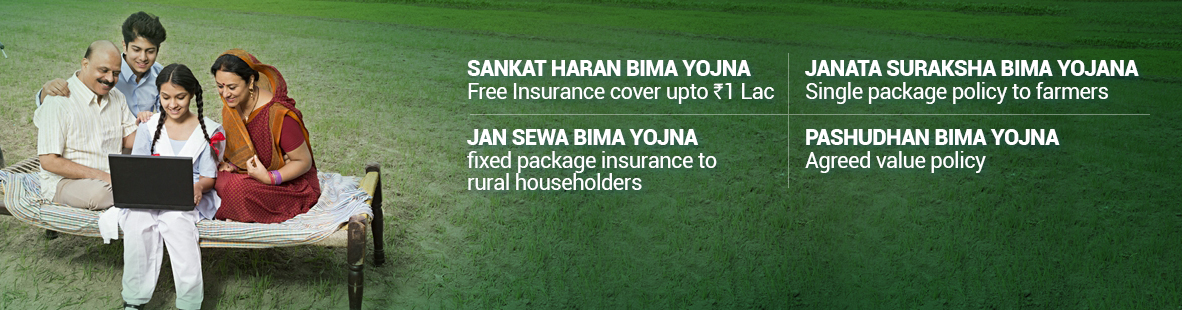 SANKAT HARAN BIMA YOJNA
Free Insurance cover upto ₹1 Lac
JANATA SURAKSHA BIMA YOJANA
Single package policy to farmers
JAN SEWA BIMA YOJNA
fixed package insurance to
rural householders
PASHUDHAN BIMA YOJNA
Agreed value policy